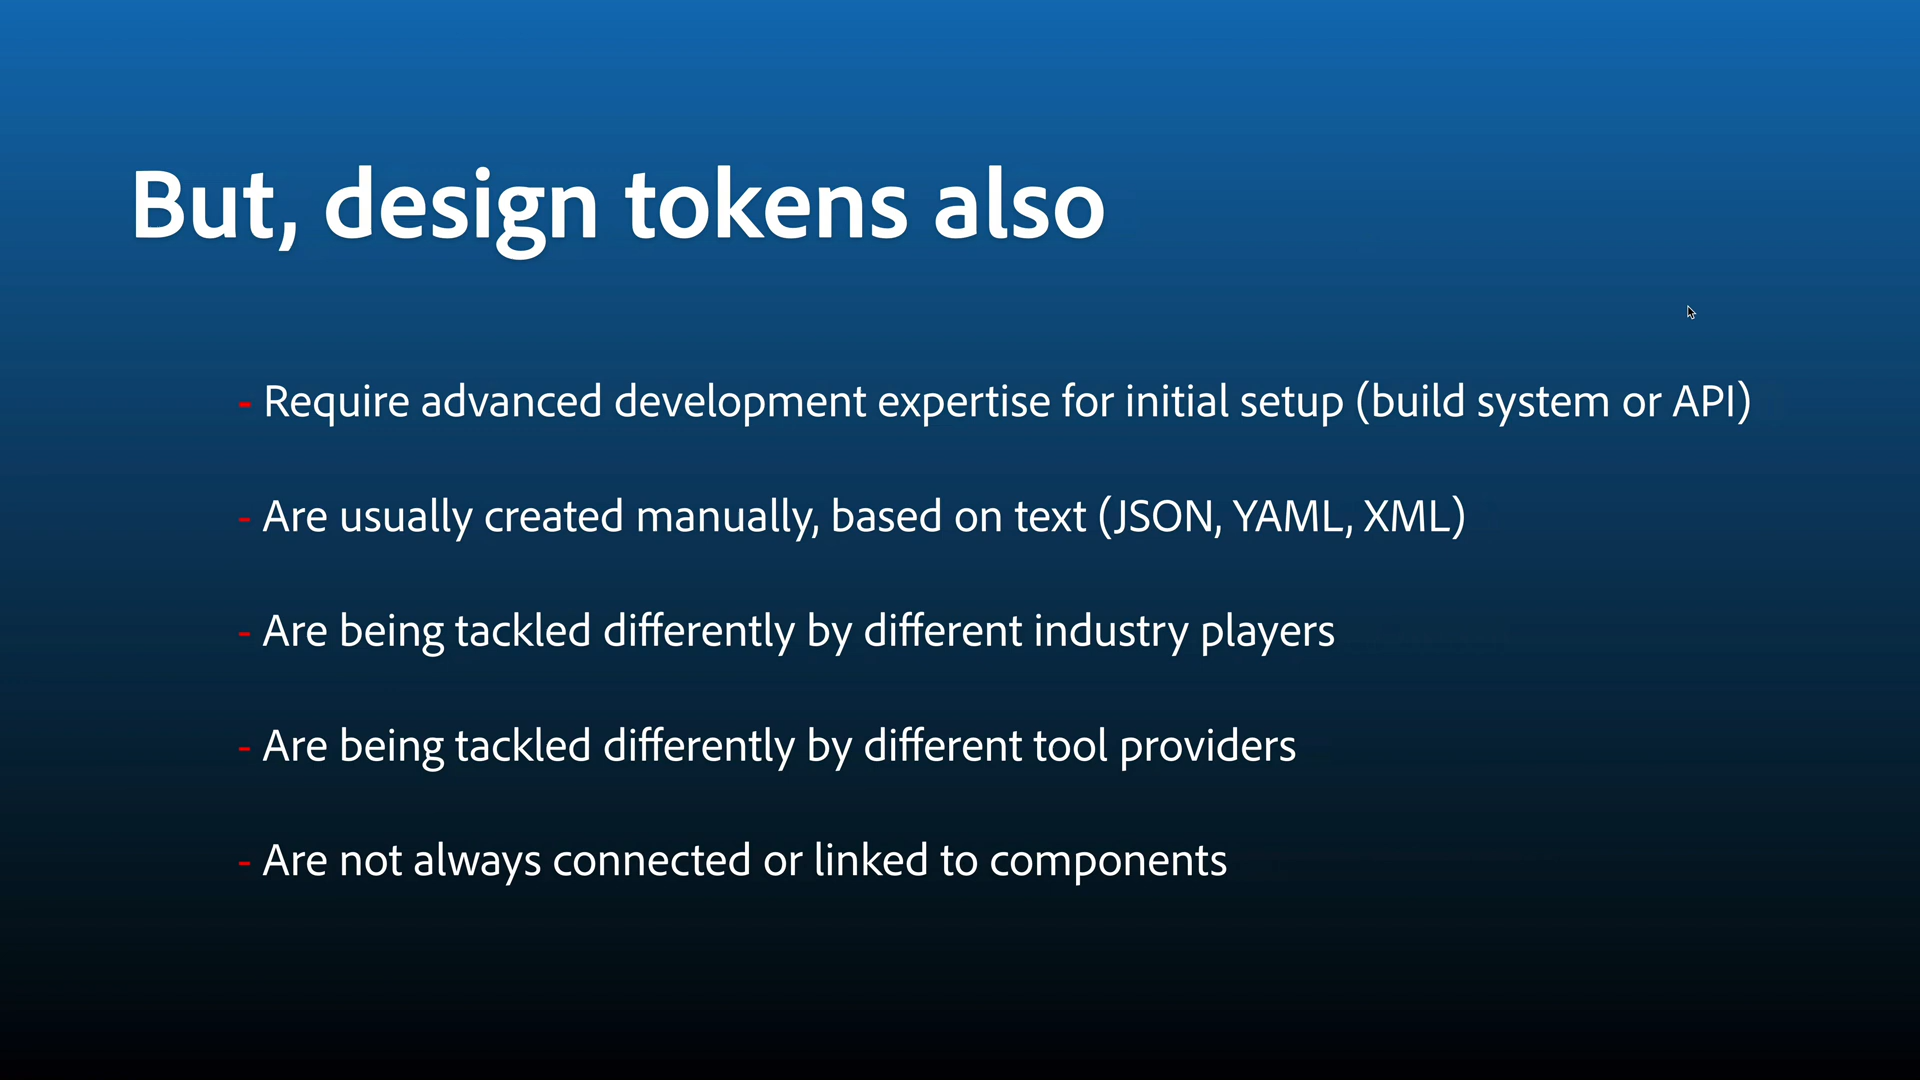 But, design tokens also
- Require advanced development expertise for initial setup (build system or API)
- Are usually created manually, based on text (JSON, YAML, XML)
- Are being tackled differently by different industry players
- Are being tackled differently by different tool providers
- Are not always connected or linked to components